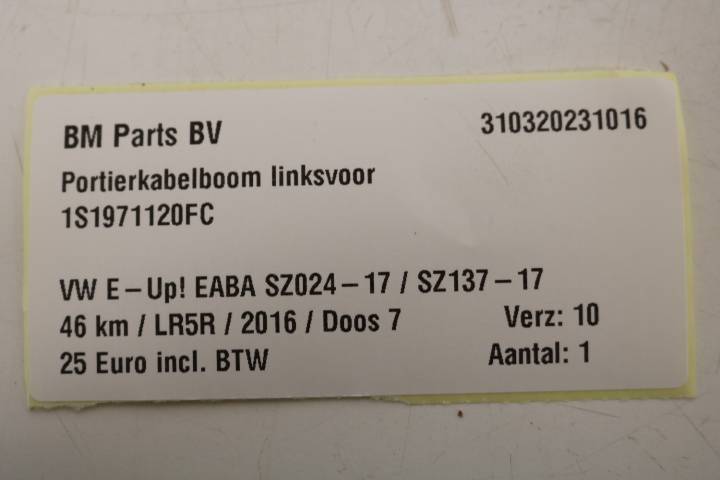 BM Parts BV 310320231016
Portierkabelboom linksvoor
1S1971120FC
VW E-Up! EABA SZ024-17 / SZ137-17
46 km / LR5R / 2016 / Doos 7 Verz: 10
25 Euro incl. BTW Aantal: 1